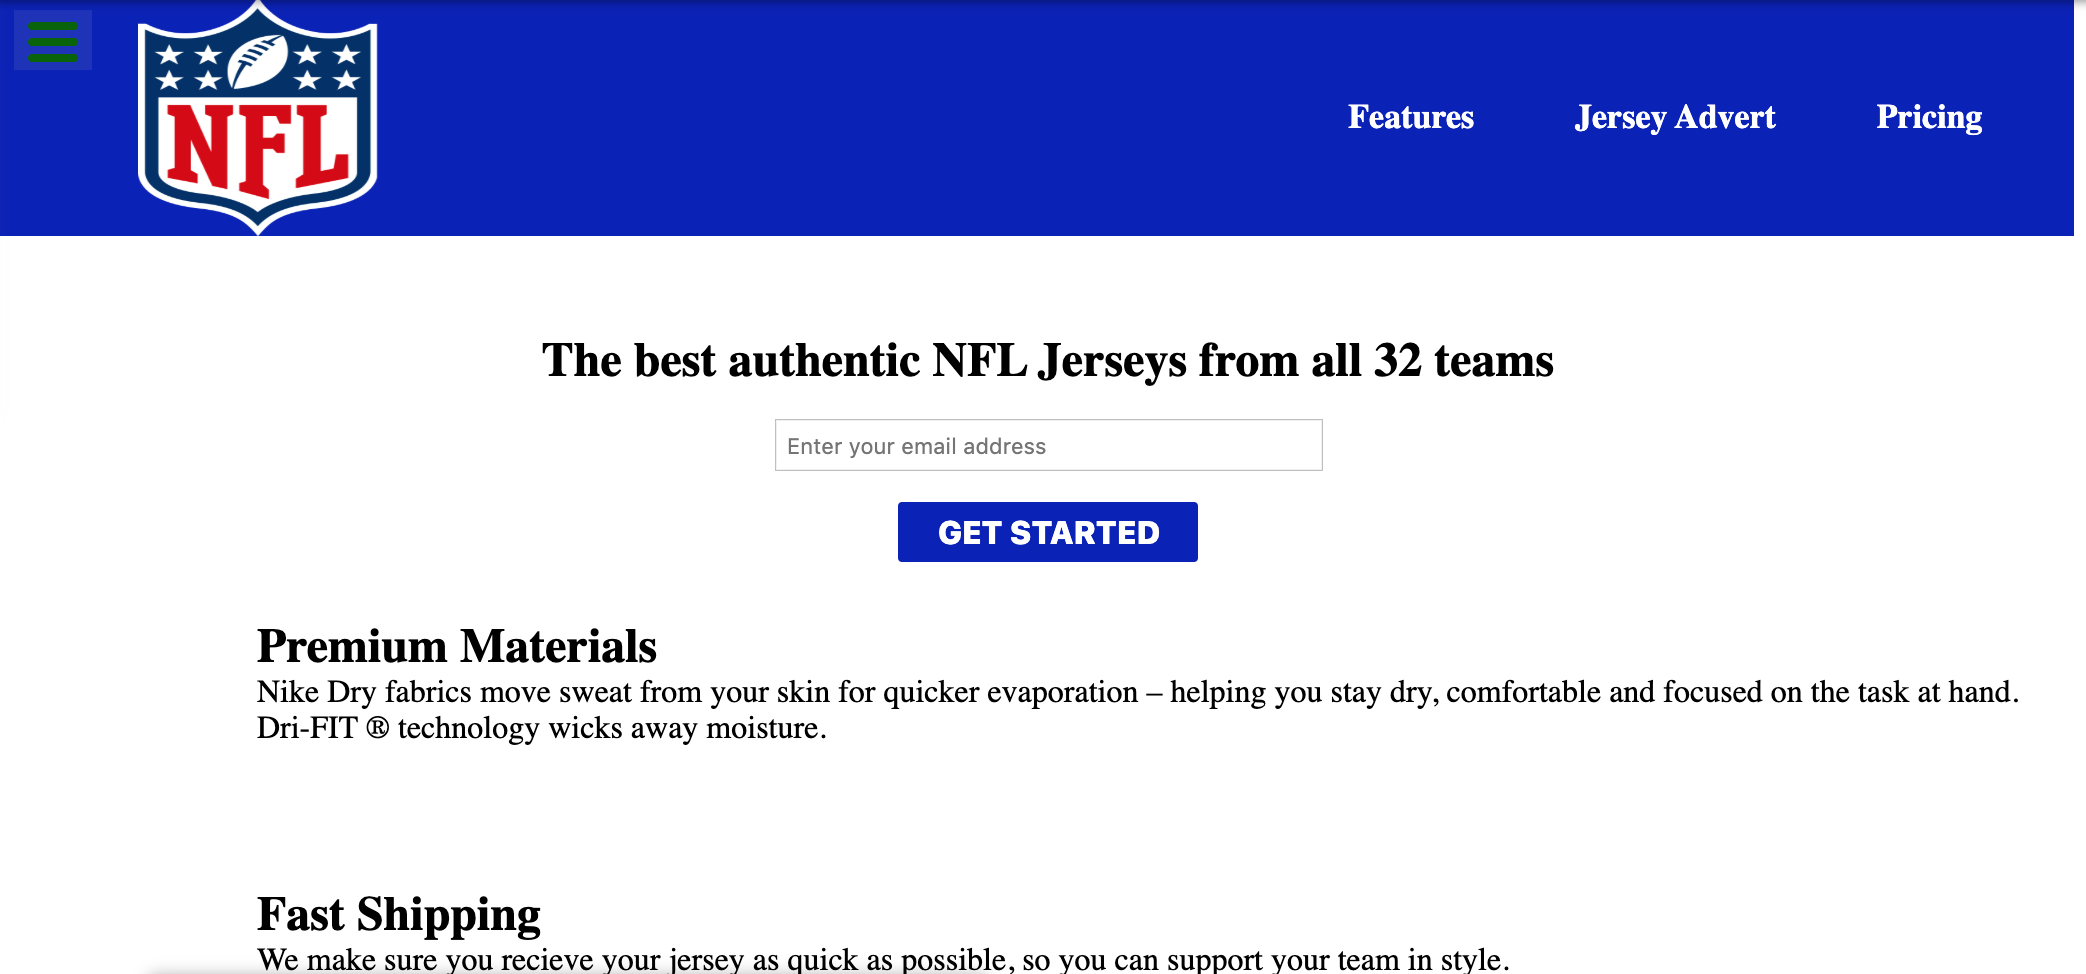 NFL
Features Jersey Advert Pricing
The best authentic NFL Jerseys from all 32 teams
Enter your email address
GET STARTED
Premium Materials
Nike Dry fabrics move sweat from your skin for quicker evaporation – helping you stay dry, comfortable and focused on the task at hand.
Dri-FIT ® technology wicks away moisture.
Fast Shipping
We make sure you recieve your jersey as quick as possible, so you can support your team in style.